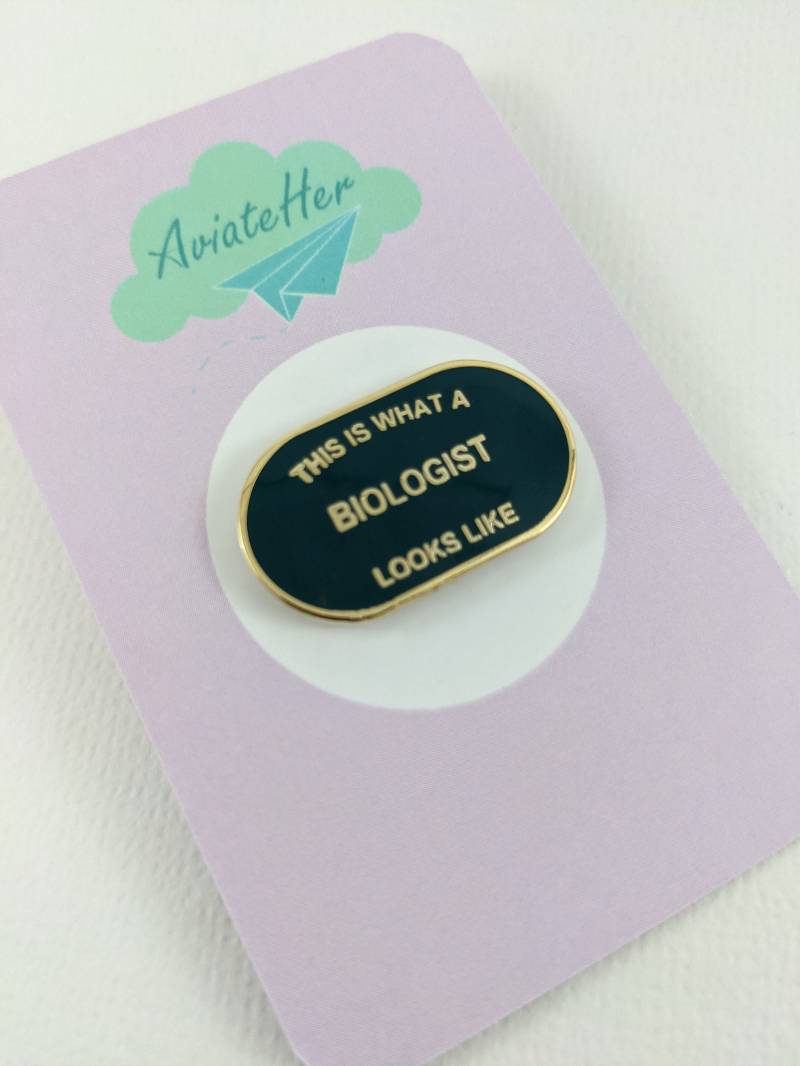 AviateHer
THIS IS WHAT A
BIOLOGIST
LOOKS LIKE